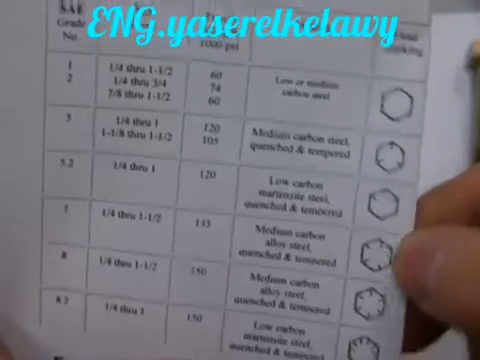 ENG.yaserelkelawy
SAE
Grade
No.
1000 psi
marking
1 1/4 thru 1-1/2 60 Low or medium
2 1/4 thru 3/4 74 carbon steel
7/8 thru 1-1/2 60
5 1/4 thru 1 120 Medium carbon steel,
1-1/8 thru 1-1/2 105 quenched & tempered
5.2 1/4 thru 1 120 Low carbon
martensite steel,
quenched & tempered
7 1/4 thru 1-1/2 133 Medium carbon
alloy steel,
quenched & tempered
8 1/4 thru 1-1/2 150 Medium carbon
alloy steel,
quenched & tempered
8.2 1/4 thru 1 150 Low carbon
martensite steel,
quenched & tempered